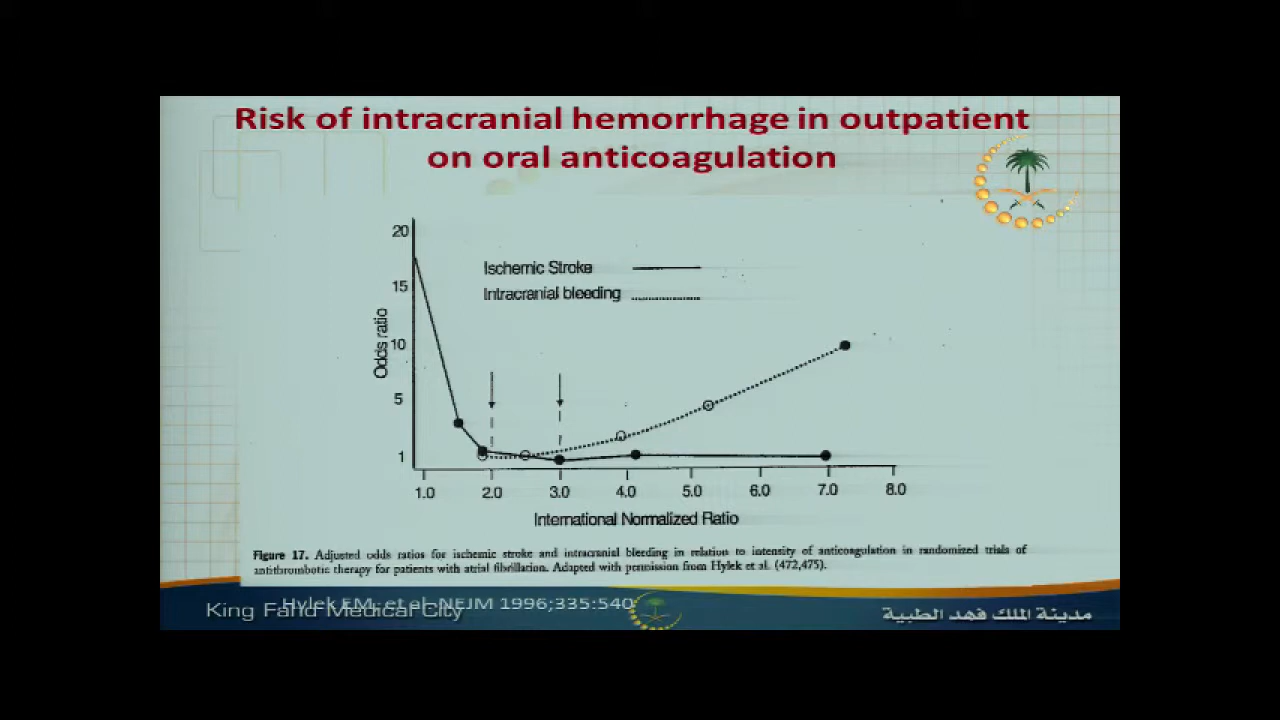 Risk of intracranial hemorrhage in outpatient
on oral anticoagulation
20
Ischemic Stroke
Intracranial bleeding
15
Odds ratio
10
5
1
1.0 2.0 3.0 4.0 5.0 6.0 7.0 8.0
International Normalized Ratio
Figure 17. Adjusted odds ratios for ischemic stroke and intracranial bleeding in relation to intensity of anticoagulation in randomized trials of
antithrombotic therapy for patients with atrial fibrillation. Adapted with permission from Hylek et al. (472,475).
Hylek EM, et al. NEJM 1996;335:540
King Fahd Medical City
مدينة الملك فهد الطبية